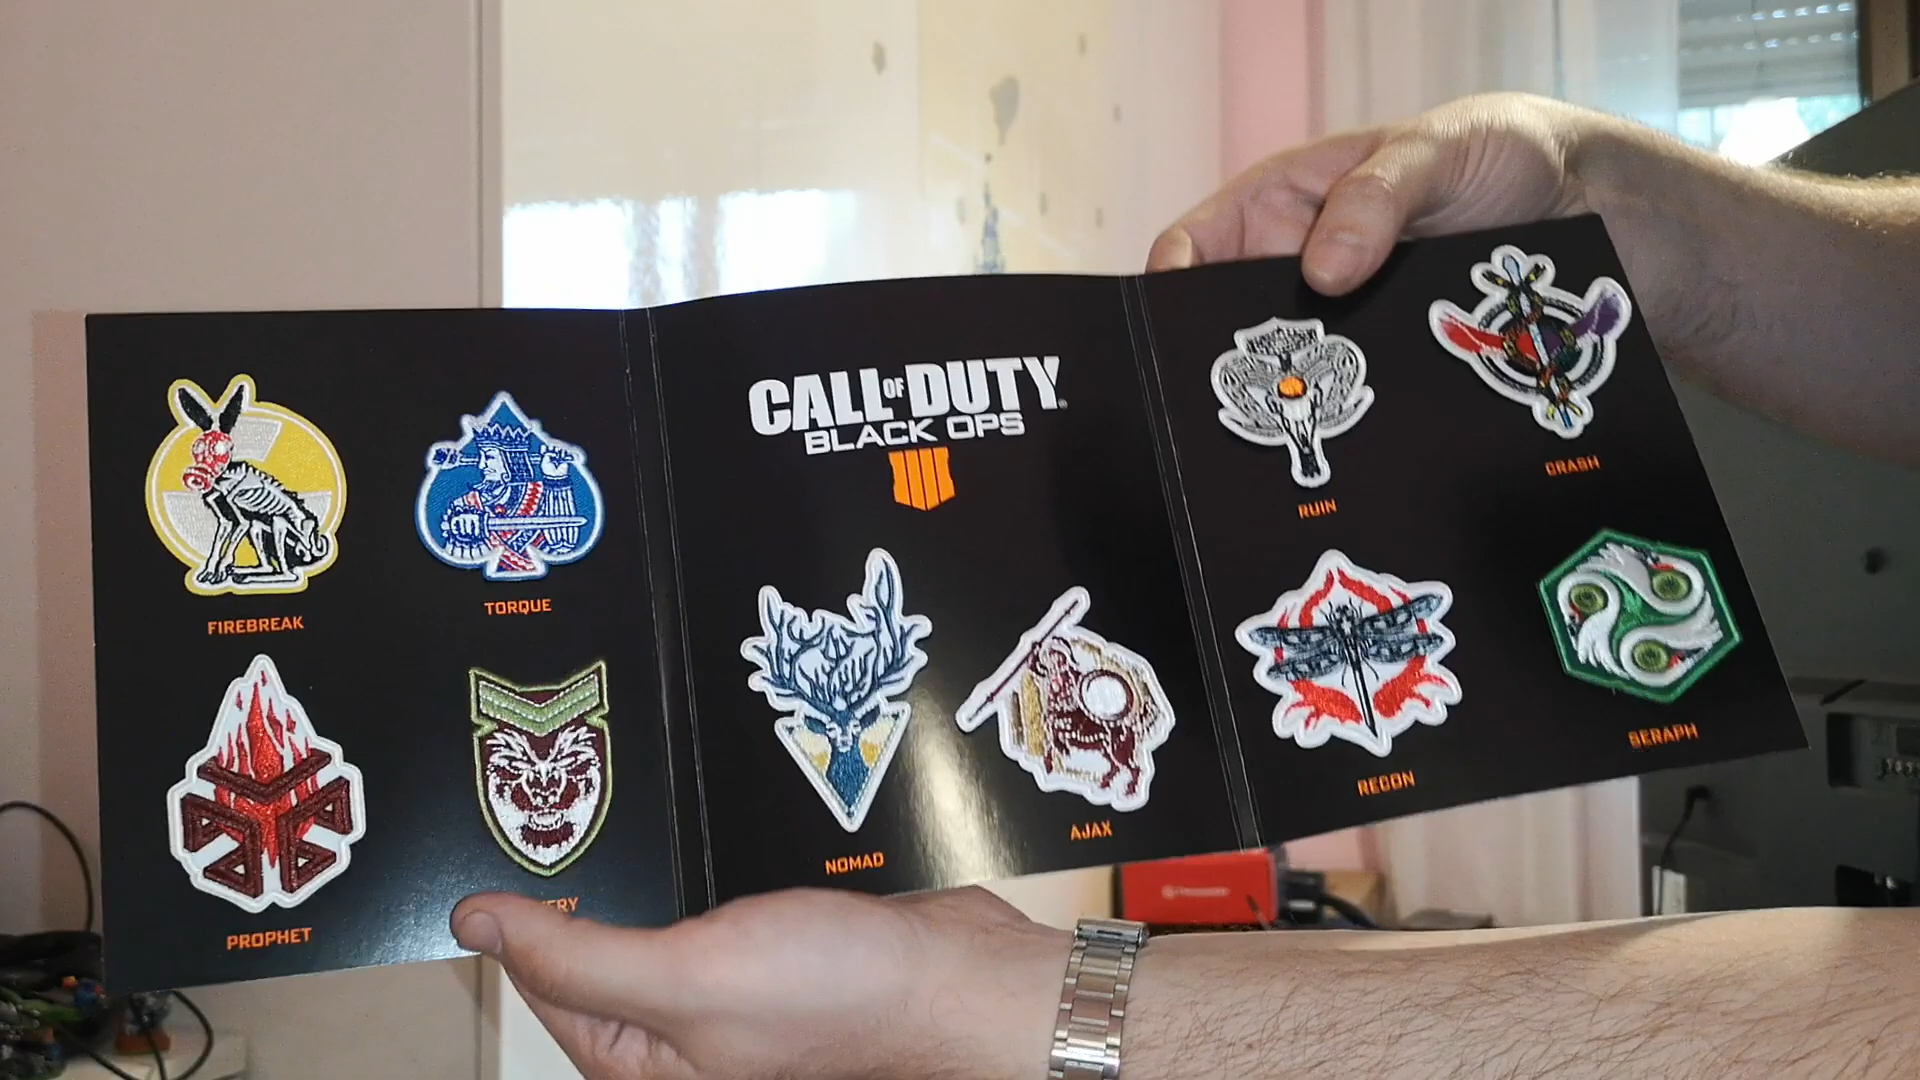 CALL OF DUTY
BLACK OPS
FIREBREAK
TORQUE
PROPHET
NOMAD
AJAX
RUIN
CRASH
RECON
SERAPH